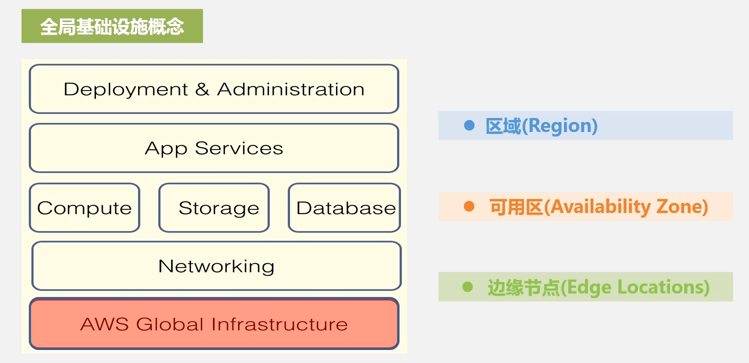 全局基础设施概念
Deployment & Administration
App Services
Compute Storage Database
Networking
AWS Global Infrastructure
● 区域(Region)
● 可用区(Availability Zone)
● 边缘节点(Edge Locations)